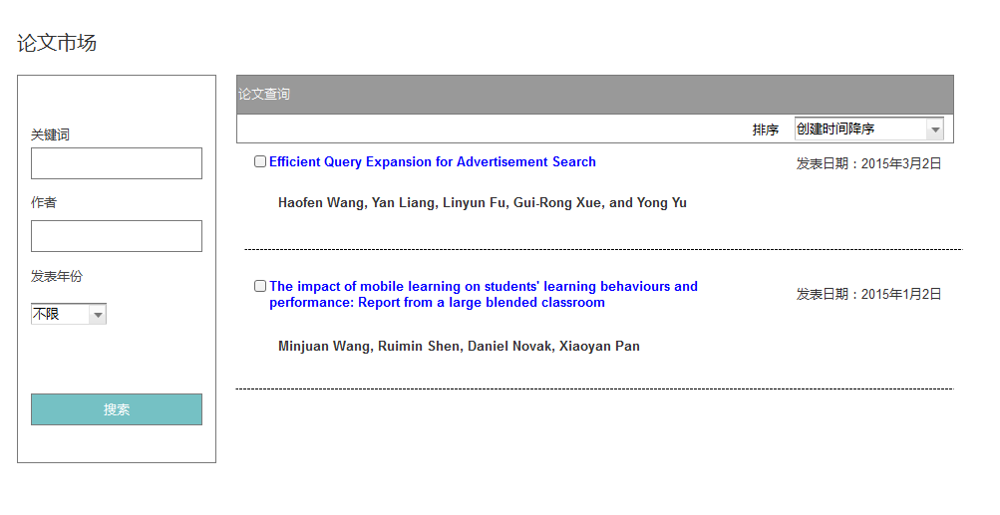 论文市场
关键词
作者
发表年份
不限
搜索
论文查询
排序 创建时间降序
Efficient Query Expansion for Advertisement Search 发表日期：2015年3月2日
Haofen Wang, Yan Liang, Linyun Fu, Gui-Rong Xue, and Yong Yu
The impact of mobile learning on students' learning behaviours and
performance: Report from a large blended classroom
发表日期：2015年1月2日
Minjuan Wang, Ruimin Shen, Daniel Novak, Xiaoyan Pan